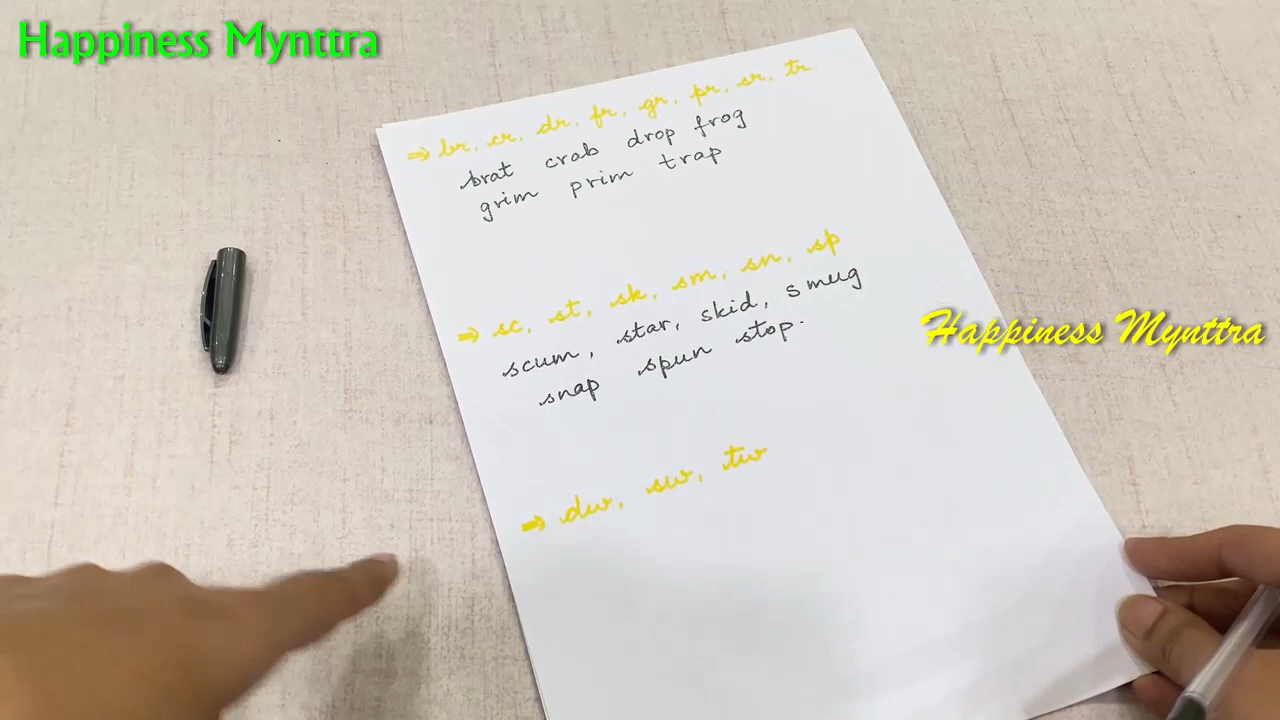 Happiness Mynttra
⇒ br, cr, dr, fr, gr, pr, sr, tr.
brat crab drop frog
grim prim trap
⇒ sc, st, sk, sm, sn, sp
scum, star, skid, smug
snap spun stop.
Happiness Mynttra
⇒ dw, sw, tw